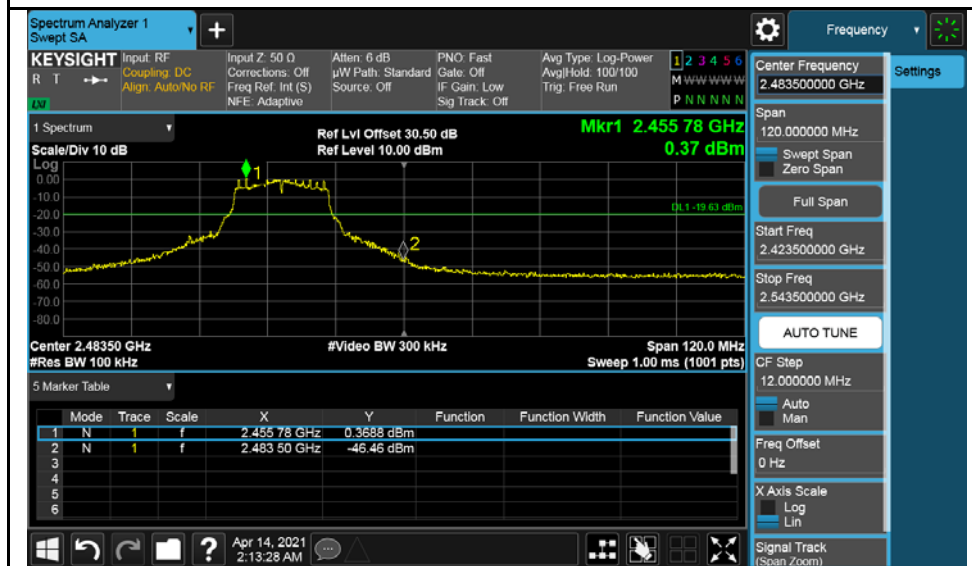 Spectrum Analyzer 1
Swept SA
Frequency
KEYSIGHT
R T
LXI
Input: RF
Coupling: DC
Align: Auto/No RF
Input Z: 50 Ω
Corrections: Off
Freq Ref: Int (S)
NFE: Adaptive
Atten: 6 dB
µW Path: Standard
Source: Off
PNO: Fast
Gate: Off
IF Gain: Low
Sig Track: Off
Avg Type: Log-Power
Avg|Hold: 100/100
Trig: Free Run
1 2 3 4 5 6
M W W W W W
P N N N N N
1 Spectrum
Scale/Div 10 dB
Ref Lvl Offset 30.50 dB
Ref Level 10.00 dBm
Mkr1 2.455 78 GHz
0.37 dBm
Log
0.00
-10.0
-20.0
-30.0
-40.0
-50.0
-60.0
-70.0
-80.0
1
2
DL1 -19.63 dBm
Center 2.48350 GHz
#Res BW 100 kHz
#Video BW 300 kHz
Span 120.0 MHz
Sweep 1.00 ms (1001 pts)
5 Marker Table
Mode Trace Scale X Y Function Function Width Function Value
1 N 1 f 2.455 78 GHz 0.3688 dBm
2 N 1 f 2.483 50 GHz -46.46 dBm
3
4
5
6
Apr 14, 2021
2:13:28 AM
Center Frequency
2.483500000 GHz
Settings
Span
120.000000 MHz
Swept Span
Zero Span
Full Span
Start Freq
2.423500000 GHz
Stop Freq
2.543500000 GHz
AUTO TUNE
CF Step
12.000000 MHz
Auto
Man
Freq Offset
0 Hz
X Axis Scale
Log
Lin
Signal Track
(Span Zoom)